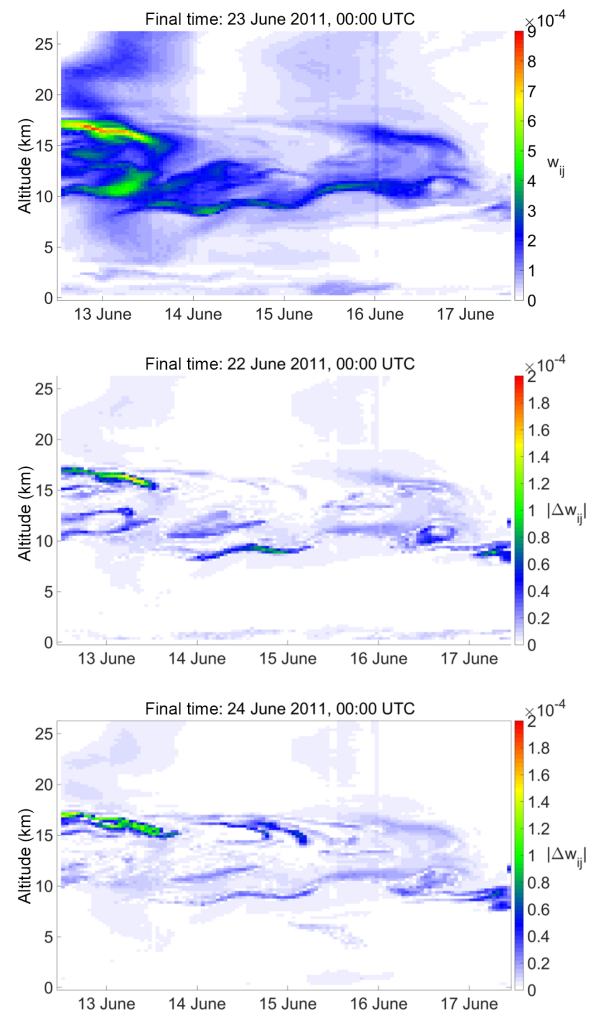 Final time: 23 June 2011, 00:00 UTC
×10⁻⁴
Altitude (km)
25
20
15
10
5
0
13 June
14 June
15 June
16 June
17 June
9
8
7
6
5
4
3
2
1
0
wᵢⱼ
Final time: 22 June 2011, 00:00 UTC
×10⁻⁴
Altitude (km)
25
20
15
10
5
0
13 June
14 June
15 June
16 June
17 June
2
1.8
1.6
1.4
1.2
1
0.8
0.6
0.4
0.2
0
|Δwᵢⱼ|
Final time: 24 June 2011, 00:00 UTC
×10⁻⁴
Altitude (km)
25
20
15
10
5
0
13 June
14 June
15 June
16 June
17 June
2
1.8
1.6
1.4
1.2
1
0.8
0.6
0.4
0.2
0
|Δwᵢⱼ|